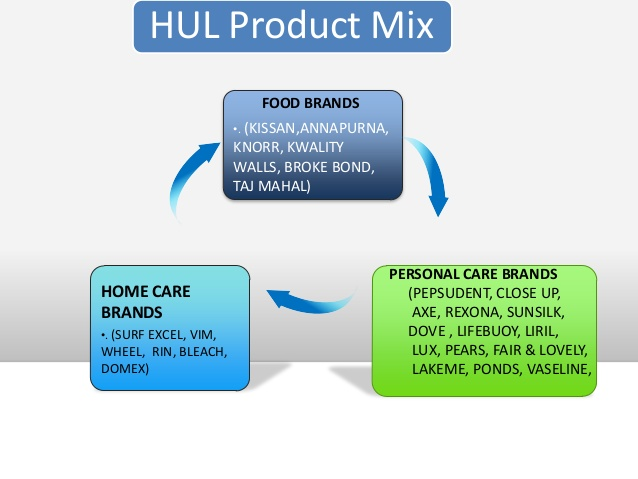 HUL Product Mix
FOOD BRANDS
•. (KISSAN,ANNAPURNA,
KNORR, KWALITY
WALLS, BROKE BOND,
TAJ MAHAL)
HOME CARE
BRANDS
•. (SURF EXCEL, VIM,
WHEEL,  RIN, BLEACH,
DOMEX)
PERSONAL CARE BRANDS
(PEPSUDENT, CLOSE UP,
AXE, REXONA, SUNSILK,
DOVE , LIFEBUOY, LIRIL,
LUX, PEARS, FAIR & LOVELY,
LAKEME, PONDS, VASELINE,